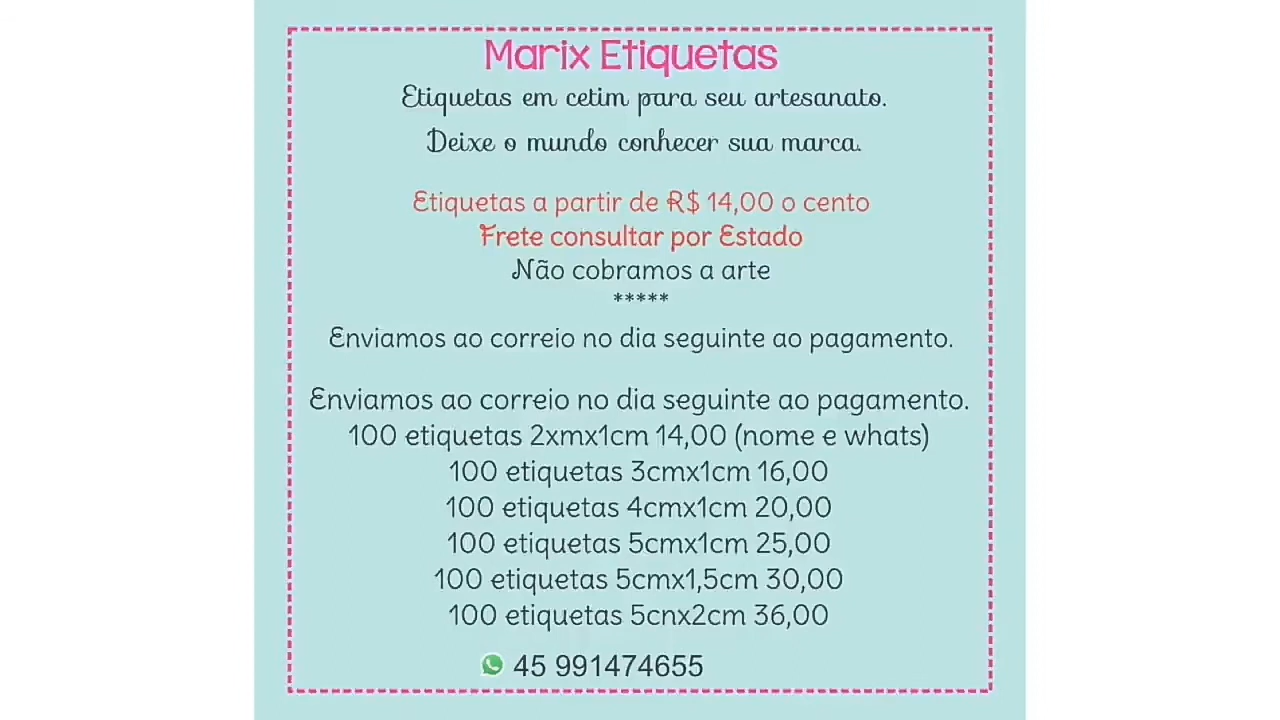 Marix Etiquetas
Etiquetas em cetim para seu artesanato.
Deixe o mundo conhecer sua marca.
Etiquetas a partir de R$ 14,00 o cento
Frete consultar por Estado
Não cobramos a arte
*****
Enviamos ao correio no dia seguinte ao pagamento.
Enviamos ao correio no dia seguinte ao pagamento.
100 etiquetas 2xmx1cm 14,00 (nome e whats)
100 etiquetas 3cmx1cm 16,00
100 etiquetas 4cmx1cm 20,00
100 etiquetas 5cmx1cm 25,00
100 etiquetas 5cmx1,5cm 30,00
100 etiquetas 5cnx2cm 36,00
45 991474655